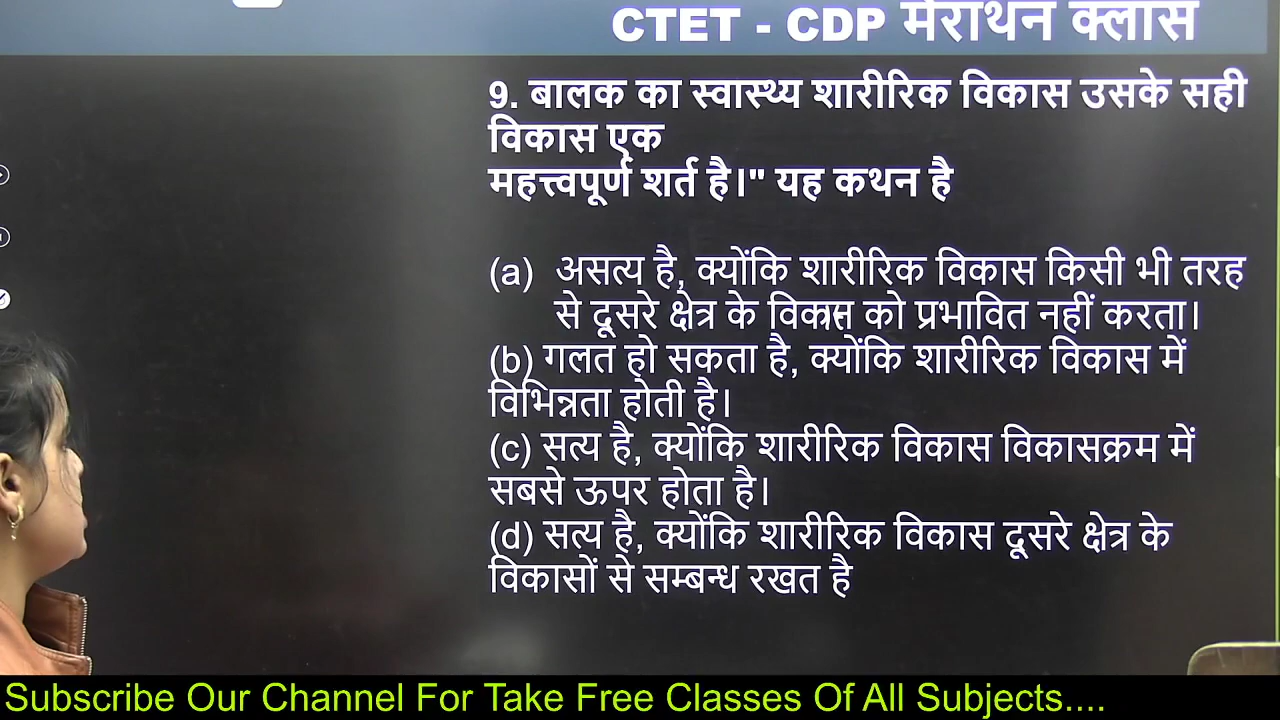 CTET - CDP मैराथन क्लास
9. बालक का स्वास्थ्य शारीरिक विकास उसके सही
विकास एक
महत्त्वपूर्ण शर्त है।" यह कथन है
(a) असत्य है, क्योंकि शारीरिक विकास किसी भी तरह
से दूसरे क्षेत्र के विकास को प्रभावित नहीं करता।
(b) गलत हो सकता है, क्योंकि शारीरिक विकास में
विभिन्नता होती है।
(c) सत्य है, क्योंकि शारीरिक विकास विकासक्रम में
सबसे ऊपर होता है।
(d) सत्य है, क्योंकि शारीरिक विकास दूसरे क्षेत्र के
विकासों से सम्बन्ध रखत है
Subscribe Our Channel For Take Free Classes Of All Subjects....